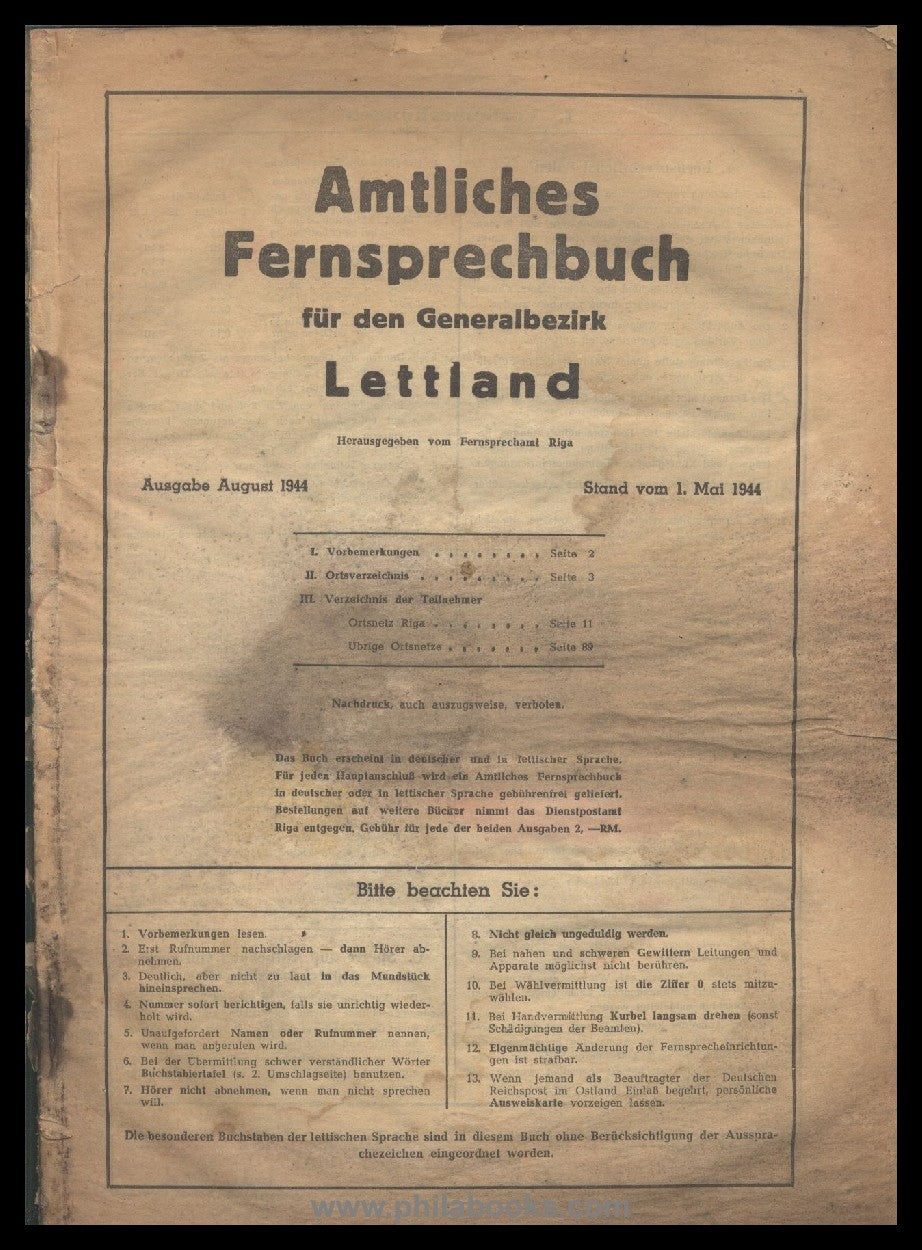 Amtliches
Fernsprechbuch
für den Generalbezirk
Lettland
Herausgegeben vom Fernsprechamt Riga
Ausgabe August 1944
Stand vom 1. Mai 1944
I. Vorbemerkungen . . . . . . . . Seite 2
II. Ortsverzeichnis . . . . . . . . . Seite 3
III. Verzeichnis der Teilnehmer
Ortsnetz Riga . . . . . . . . Seite 11
Übrige Ortsnetze . . . . . . . Seite 89
Nachdruck, auch auszugsweise, verboten.
Das Buch erscheint in deutscher und in lettischer Sprache.
Für jeden Hauptanschluß wird ein Amtliches Fernsprechbuch
in deutscher oder in lettischer Sprache gebührenfrei geliefert.
Bestellungen auf weitere Bücher nimmt das Dienstpostamt
Riga entgegen, Gebühr für jede der beiden Ausgaben 2, —RM.
Bitte beachten Sie:
1. Vorbemerkungen lesen.
2. Erst Rufnummer nachschlagen — dann Hörer ab-
nehmen.
3. Deutlich, aber nicht zu laut in das Mundstück
hineinsprechen.
4. Nummer sofort berichtigen, falls sie unrichtig wieder-
holt wird.
5. Unaufgefordert Namen oder Rufnummer nennen,
wenn man angerufen wird.
6. Bei der Übermittlung schwer verständlicher Wörter
Buchstabiertafel (s. 2. Umschlagseite) benutzen.
7. Hörer nicht abnehmen, wenn man nicht sprechen
will.
8. Nicht gleich ungeduldig werden.
9. Bei nahen und schweren Gewittern Leitungen und
Apparate möglichst nicht berühren.
10. Bei Wählvermittlung ist die Ziffer 0 stets mitzu-
wählen.
11. Bei Handvermittlung Kurbel langsam drehen (sonst
Schädigungen der Beamten).
12. Eigenmächtige Änderung der Fernsprecheinrichtun-
gen ist strafbar.
13. Wenn jemand als Beauftragter der Deutschen
Reichspost im Ostland Einlaß begehrt, persönliche
Ausweiskarte vorzeigen lassen.
Die besonderen Buchstaben der lettischen Sprache sind in diesem Buch ohne Berücksichtigung der Ausspra-
chezeichen eingeordnet worden.
www.philabooks.com